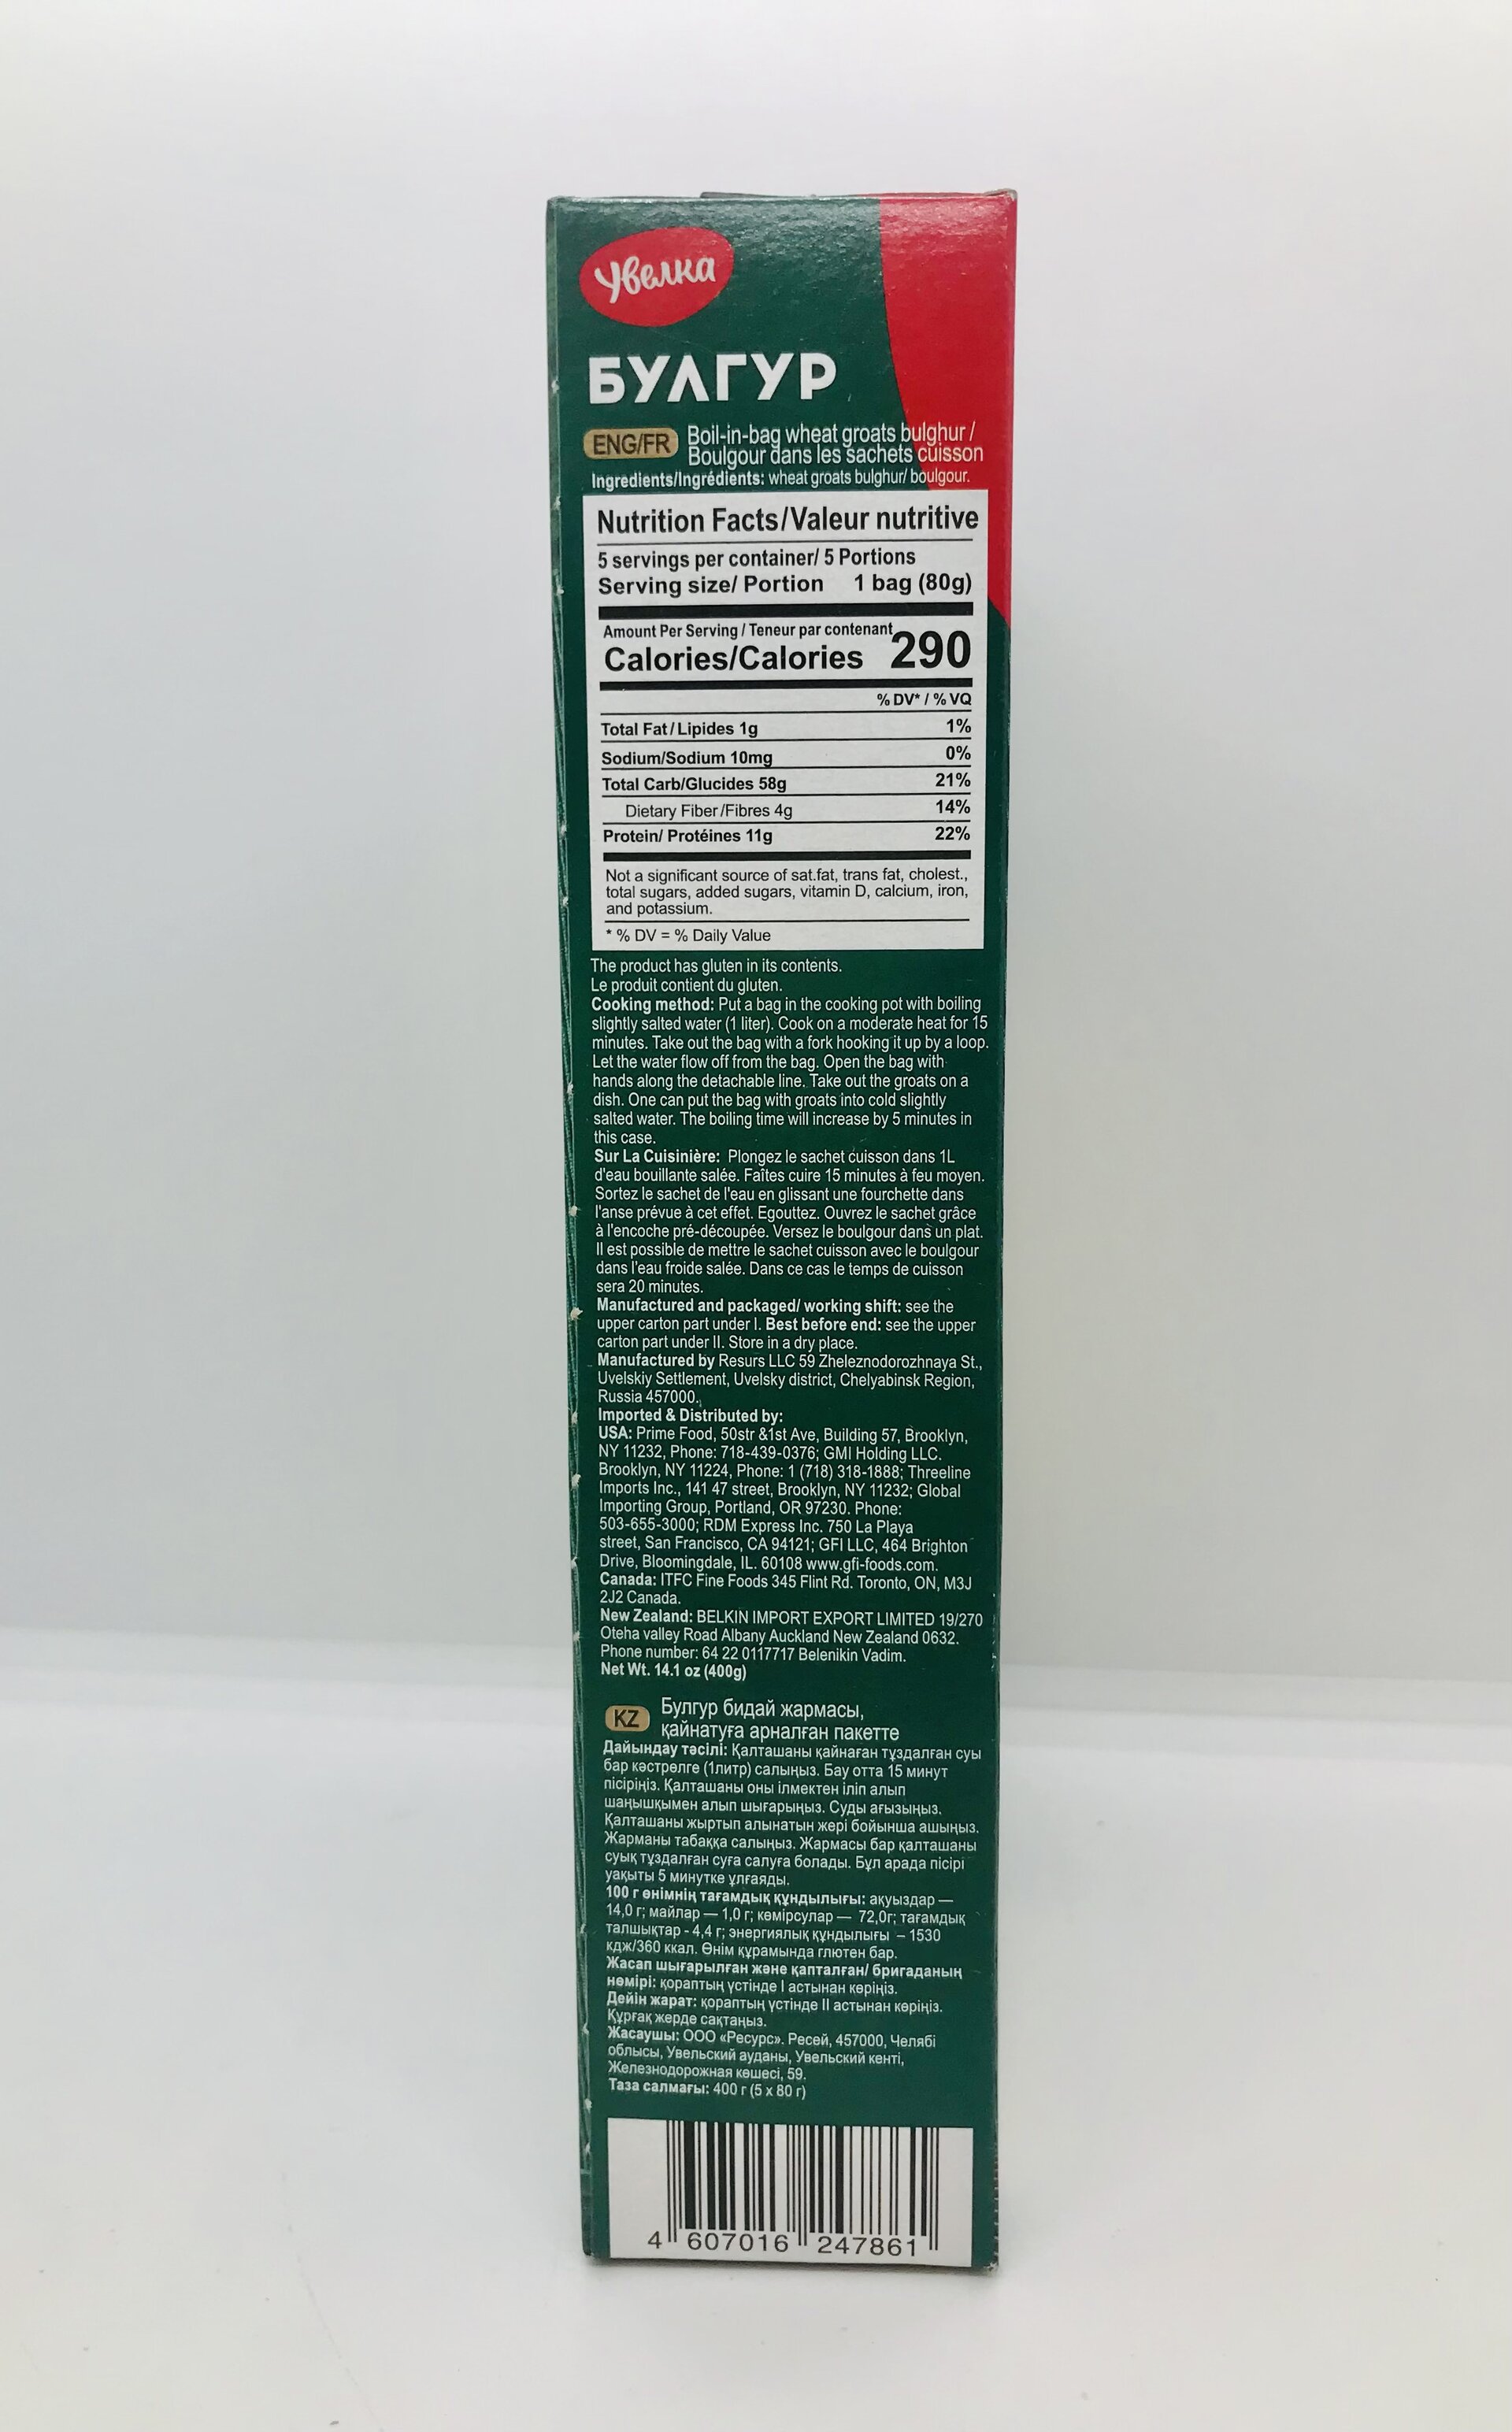 Увелка
БУЛГУР
ENG/FR
Boil-in-bag wheat groats bulghur /
Boulgour dans les sachets cuisson
Ingredients/Ingrédients: wheat groats bulghur/ boulgour.
Nutrition Facts/Valeur nutritive
5 servings per container/ 5 Portions
Serving size/ Portion 1 bag (80g)
Amount Per Serving / Teneur par contenant
Calories/Calories 290
% DV* / % VQ
Total Fat / Lipides 1g 1%
Sodium/Sodium 10mg 0%
Total Carb/Glucides 58g 21%
Dietary Fiber /Fibres 4g 14%
Protein/ Protéines 11g 22%
Not a significant source of sat.fat, trans fat, cholest.,
total sugars, added sugars, vitamin D, calcium, iron,
and potassium.
* % DV = % Daily Value
The product has gluten in its contents.
Le produit contient du gluten.
Cooking method: Put a bag in the cooking pot with boiling
slightly salted water (1 liter). Cook on a moderate heat for 15
minutes. Take out the bag with a fork hooking it up by a loop.
Let the water flow off from the bag. Open the bag with
hands along the detachable line. Take out the groats on a
dish. One can put the bag with groats into cold slightly
salted water. The boiling time will increase by 5 minutes in
this case.
Sur La Cuisinière: Plongez le sachet cuisson dans 1L
d'eau bouillante salée. Faîtes cuire 15 minutes à feu moyen.
Sortez le sachet de l'eau en glissant une fourchette dans
l'anse prévue à cet effet. Egouttez. Ouvrez le sachet grâce
à l'encoche pré-découpée. Versez le boulgour dans un plat.
Il est possible de mettre le sachet cuisson avec le boulgour
dans l'eau froide salée. Dans ce cas le temps de cuisson
sera 20 minutes.
Manufactured and packaged/ working shift: see the
upper carton part under I. Best before end: see the upper
carton part under II. Store in a dry place.
Manufactured by Resurs LLC 59 Zheleznodorozhnaya St.,
Uvelskiy Settlement, Uvelsky district, Chelyabinsk Region,
Russia 457000.
Imported & Distributed by:
USA: Prime Food, 50str &1st Ave, Building 57, Brooklyn,
NY 11232, Phone: 718-439-0376; GMI Holding LLC.
Brooklyn, NY 11224, Phone: 1 (718) 318-1888; Threeline
Imports Inc., 141 47 street, Brooklyn, NY 11232; Global
Importing Group, Portland, OR 97230. Phone:
503-655-3000; RDM Express Inc. 750 La Playa
street, San Francisco, CA 94121; GFI LLC, 464 Brighton
Drive, Bloomingdale, IL. 60108 www.gfi-foods.com.
Canada: ITFC Fine Foods 345 Flint Rd. Toronto, ON, M3J
2J2 Canada.
New Zealand: BELKIN IMPORT EXPORT LIMITED 19/270
Oteha valley Road Albany Auckland New Zealand 0632.
Phone number: 64 22 0117717 Belenikin Vadim.
Net Wt. 14.1 oz (400g)
KZ
Булгур бидай жармасы,
қайнатуға арналған пакетте
Дайындау тәсілі: Қалташаны қайнаған тұздалған суы
бар кәстрөлге (1литр) салыңыз. Бау отта 15 минут
пісіріңіз. Қалташаны оны ілмектен іліп алып
шаңышқымен алып шығарыңыз. Суды ағызыңыз.
Қалташаны жыртып алынатын жөрі бойынша ашыңыз.
Жарманы табаққа салыңыз. Жармасы бар қалташаны
суық тұздалған суға салуға болады. Бұл арада пісірі
уақыты 5 минутке ұлғаяды.
100 г өнімнің тағамдық құндылығы: ақуыздар —
14,0 г; майлар — 1,0 г; көмірсулар — 72,0г; тағамдық
талшықтар - 4,4 г; энергиялық құндылығы – 1530
кдж/360 ккал. Өнім құрамында глютен бар.
Жасап шығарылған және қапталған/ бригаданың
нөмірі: қораптың үстінде I астынан көріңіз.
Дейін жарат: қораптың үстінде II астынан көріңіз.
Құрғақ жерде сақтаңыз.
Жасаушы: ООО «Ресурс». Ресей, 457000, Челябі
облысы, Увельский ауданы, Увельский кенті,
Железнодорожная көшесі, 59.
Таза салмағы: 400 г (5 x 80 г)
4 607016 247861